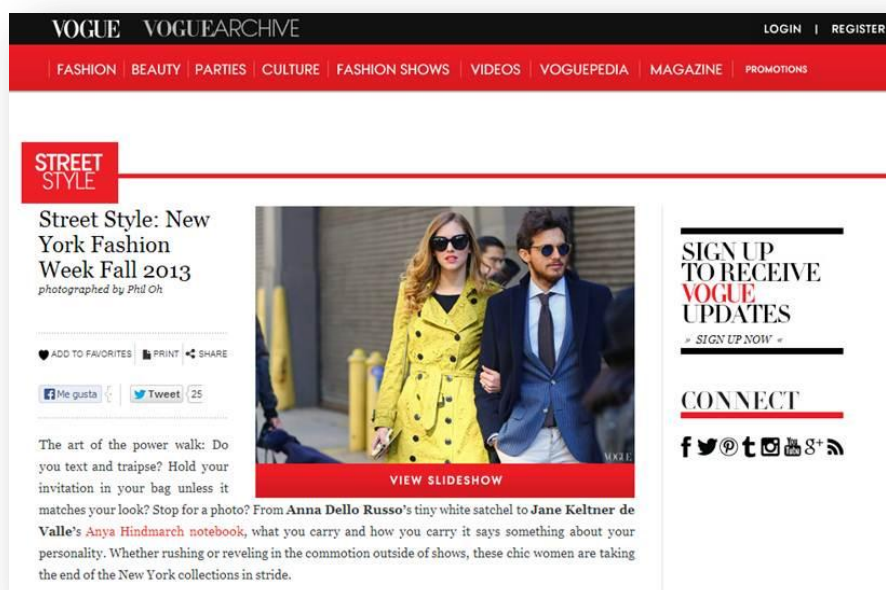 VOGUE VOGUEARCHIVE
LOGIN | REGISTER
FASHION | BEAUTY | PARTIES | CULTURE | FASHION SHOWS | VIDEOS | VOGUEPEDIA | MAGAZINE | PROMOTIONS
STREET
STYLE
Street Style: New
York Fashion
Week Fall 2013
photographed by Phil Oh
ADD TO FAVORITES PRINT SHARE
Me gusta Tweet 25
The art of the power walk: Do
you text and traipse? Hold your
invitation in your bag unless it
matches your look? Stop for a photo? From Anna Dello Russo's tiny white satchel to Jane Keltner de
Valle's Anya Hindmarch notebook, what you carry and how you carry it says something about your
personality. Whether rushing or reveling in the commotion outside of shows, these chic women are taking
the end of the New York collections in stride.
VOGUE
VIEW SLIDESHOW
SIGN UP
TO RECEIVE
VOGUE
UPDATES
» SIGN UP NOW «
CONNECT
You Tube g+